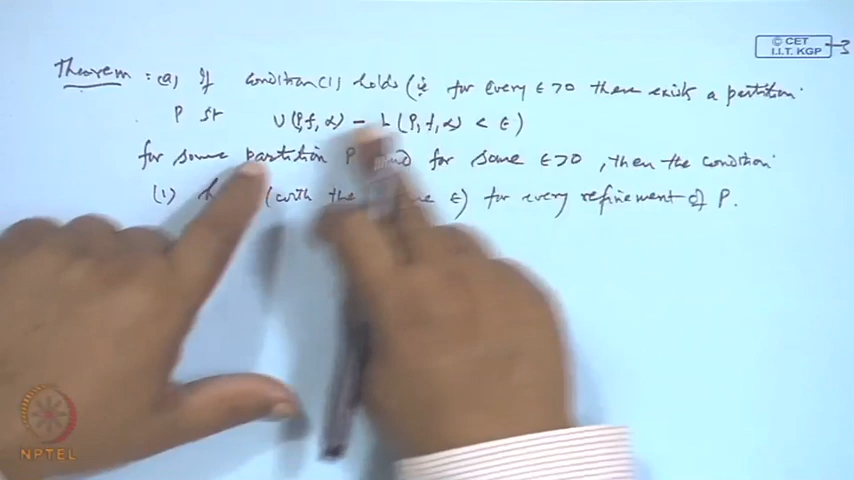 © CET
I.I.T. KGP
Theorem : (a) If condition (1) holds (ie for every ε > 0 there exists a partition
P st U(P,f,α) - L(P,f,α) < ε)
for some partition P and for some ε > 0, then the condition
(1) (with the ε) for every refinement of P.
NPTEL